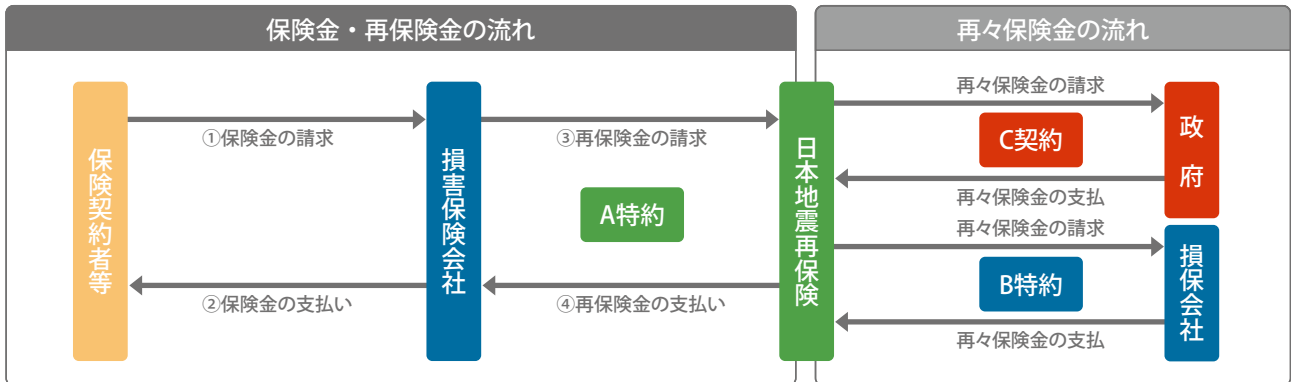 保険金・再保険金の流れ
再々保険金の流れ
保険契約者等
①保険金の請求
②保険金の支払い
損害保険会社
③再保険金の請求
A特約
④再保険金の支払い
日本地震再保険
再々保険金の請求
C契約
再々保険金の支払
政府
再々保険金の請求
B特約
再々保険金の支払
損保会社